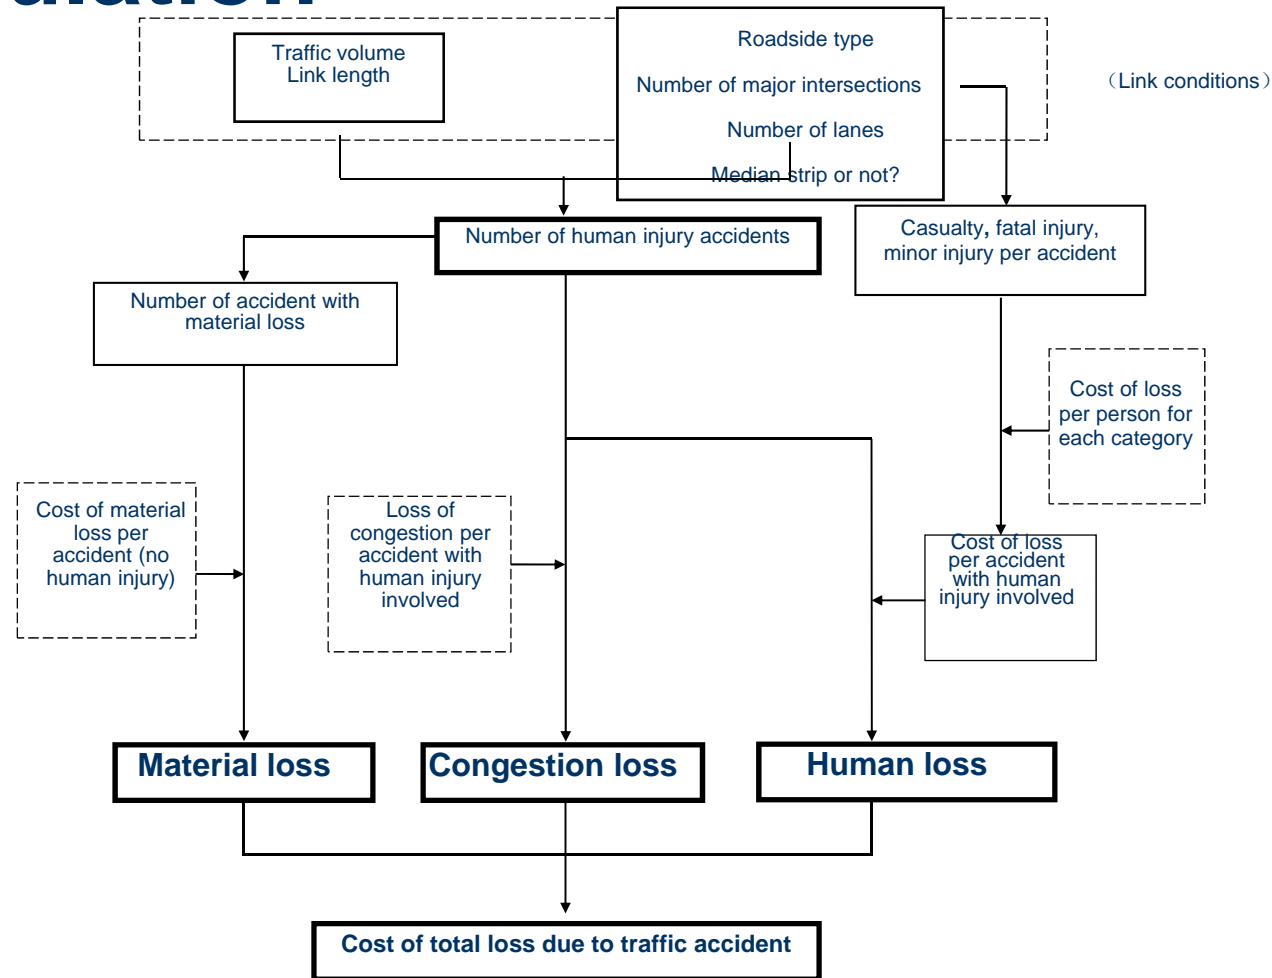 Traffic volume
Link length
Roadside type
Number of major intersections
Number of lanes
Median strip or not?
（Link conditions）
Number of human injury accidents
Casualty, fatal injury,
minor injury per accident
Number of accident with
material loss
Cost of loss
per person for
each category
Cost of material
loss per
accident (no
human injury)
Loss of
congestion per
accident with
human injury
involved
Cost of loss
per accident
with human
injury involved
Material loss
Congestion loss
Human loss
Cost of total loss due to traffic accident